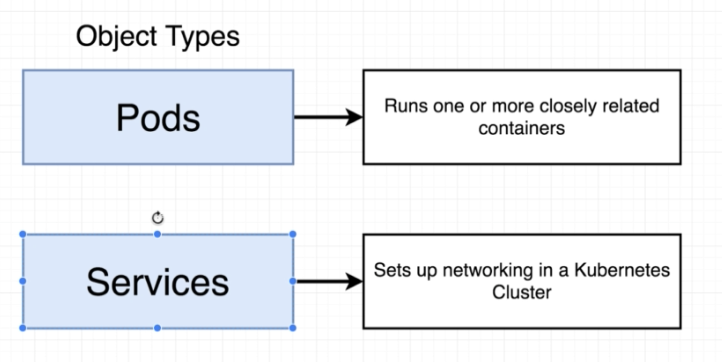 Object Types
Pods
Runs one or more closely related
containers
Services
Sets up networking in a Kubernetes
Cluster